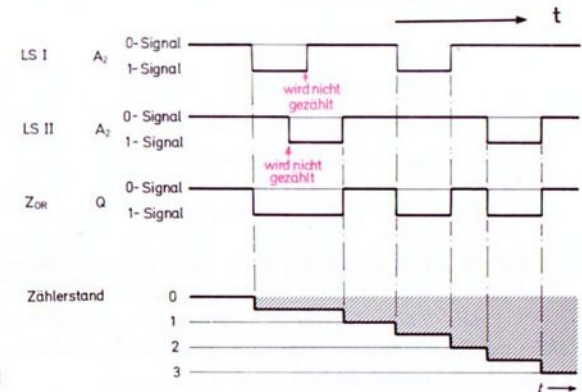 t
LS I A₂ 0-Signal
1-Signal
wird nicht
gezählt
LS II A₂ 0-Signal
1-Signal
wird nicht
gezählt
Z_OR Q 0-Signal
1-Signal
Zählerstand 0
1
2
3
t